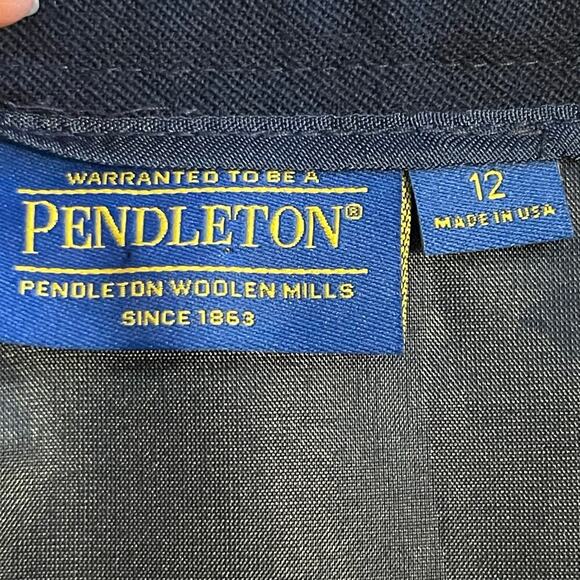 WARRANTED TO BE A
PENDLETON®
PENDLETON WOOLEN MILLS
SINCE 1863
12
MADE IN USA